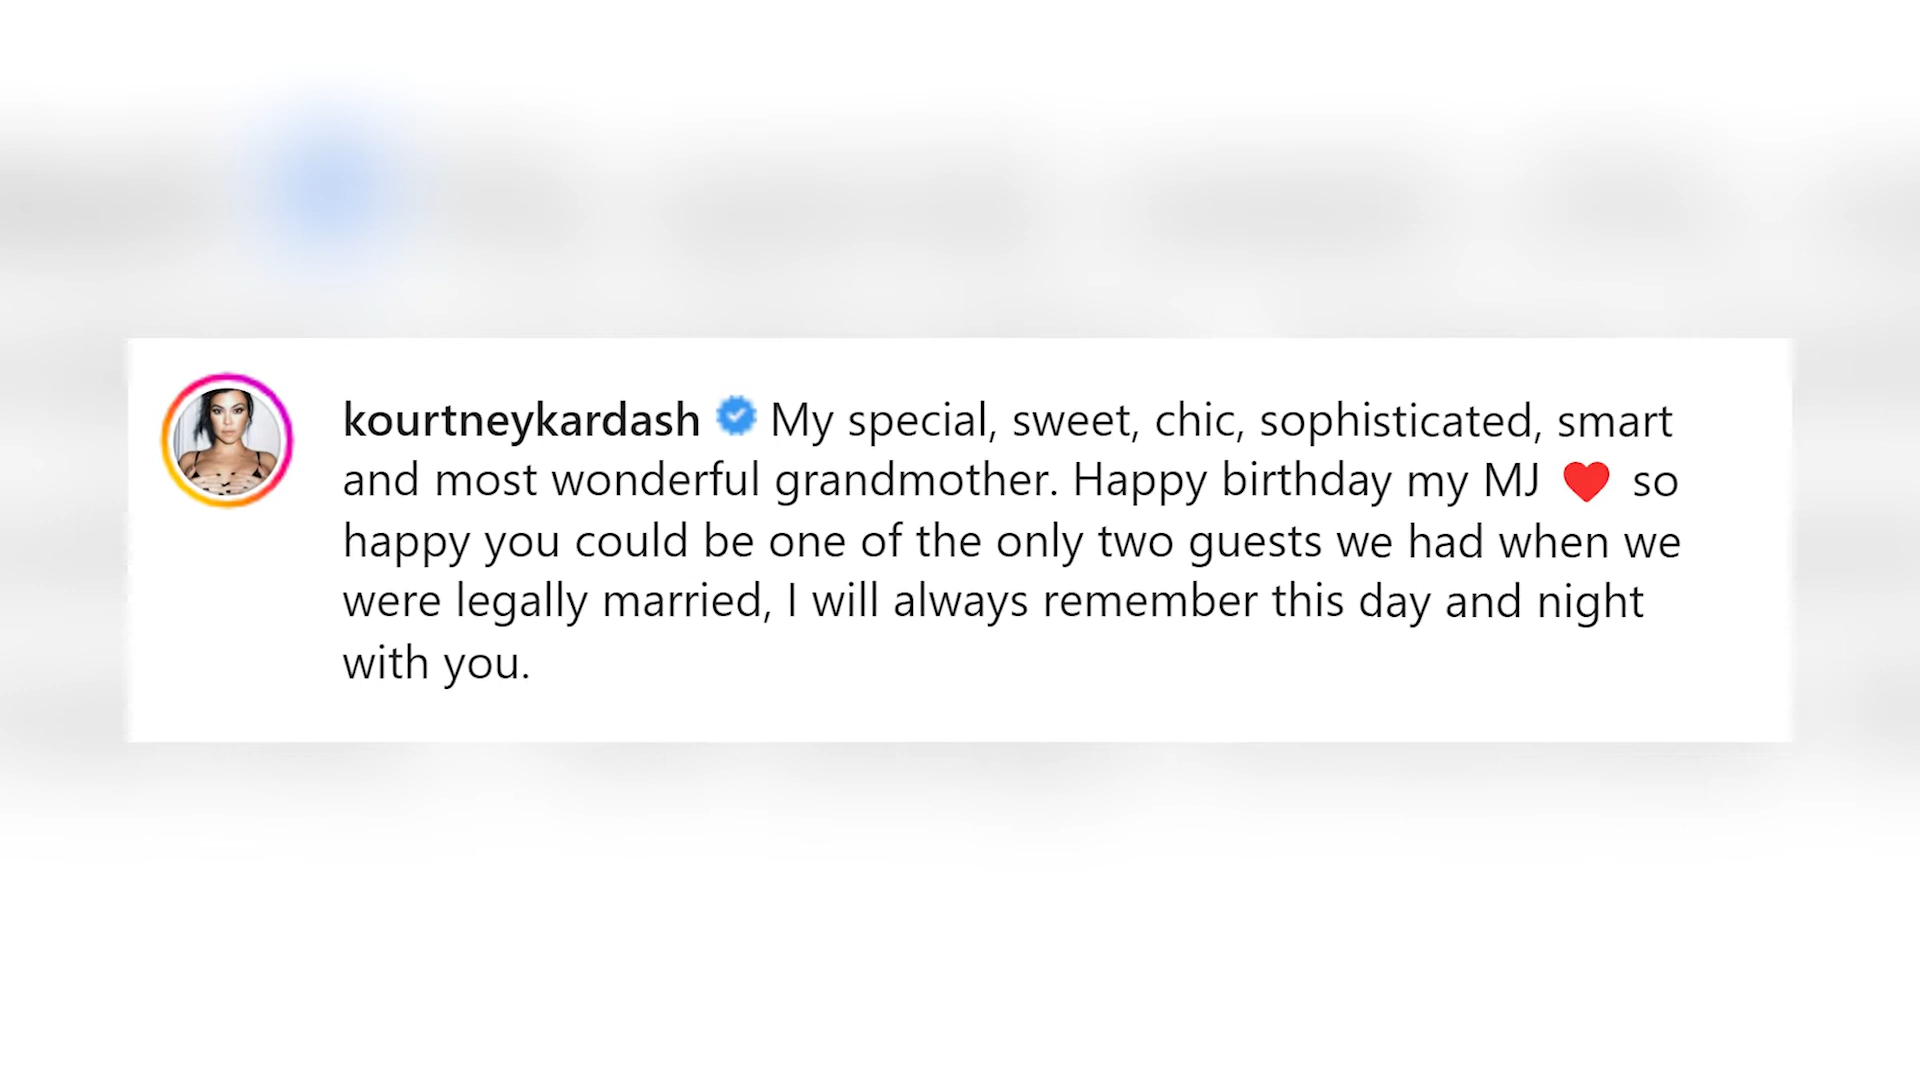 kourtneykardash My special, sweet, chic, sophisticated, smart
and most wonderful grandmother. Happy birthday my MJ ❤️ so
happy you could be one of the only two guests we had when we
were legally married, I will always remember this day and night
with you.